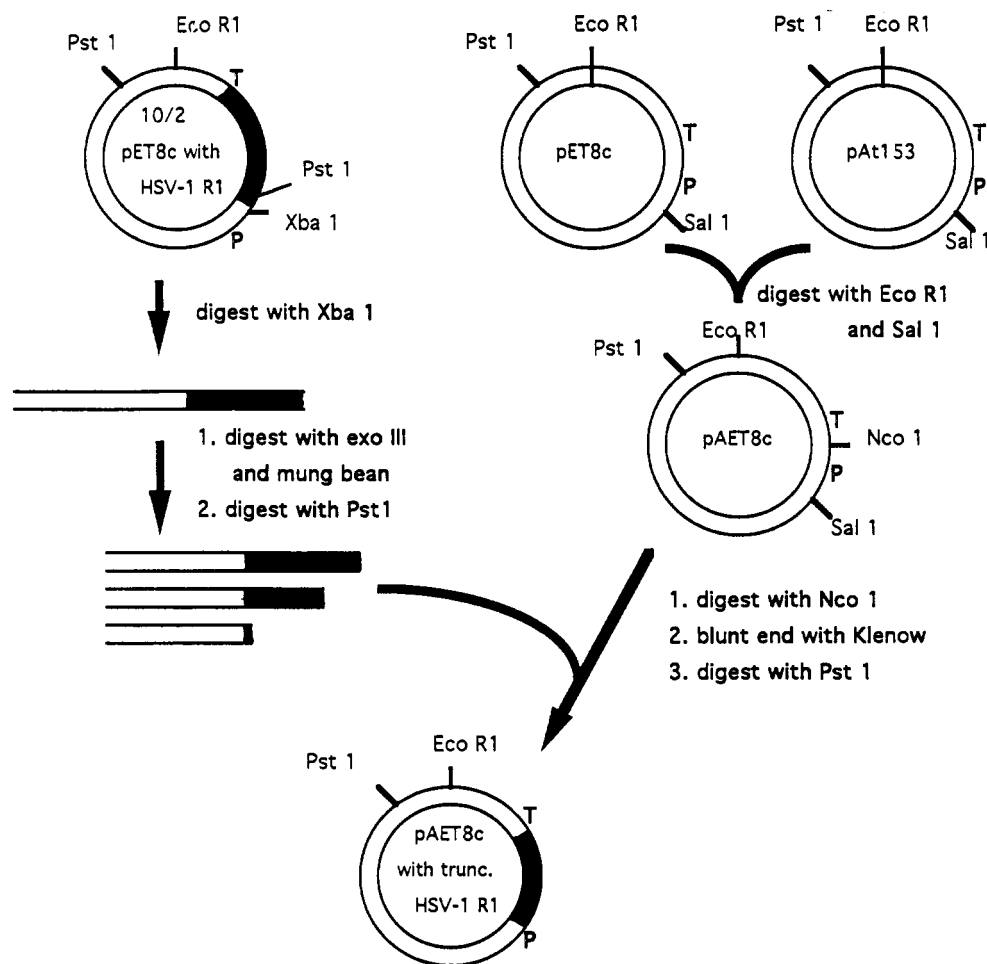 Pst 1
Eco R1
T
10/2
pET8c with
HSV-1 R1
Pst 1
Xba 1
P
Pst 1
Eco R1
T
pET8c
P
Sal 1
Pst 1
Eco R1
T
pAt153
P
Sal 1
digest with Xba 1
digest with Eco R1
and Sal 1
1. digest with exo III
and mung bean
2. digest with Pst1
Pst 1
Eco R1
T
pAET8c
Nco 1
P
Sal 1
1. digest with Nco 1
2. blunt end with Klenow
3. digest with Pst 1
Pst 1
Eco R1
T
pAET8c
with trunc.
HSV-1 R1
P